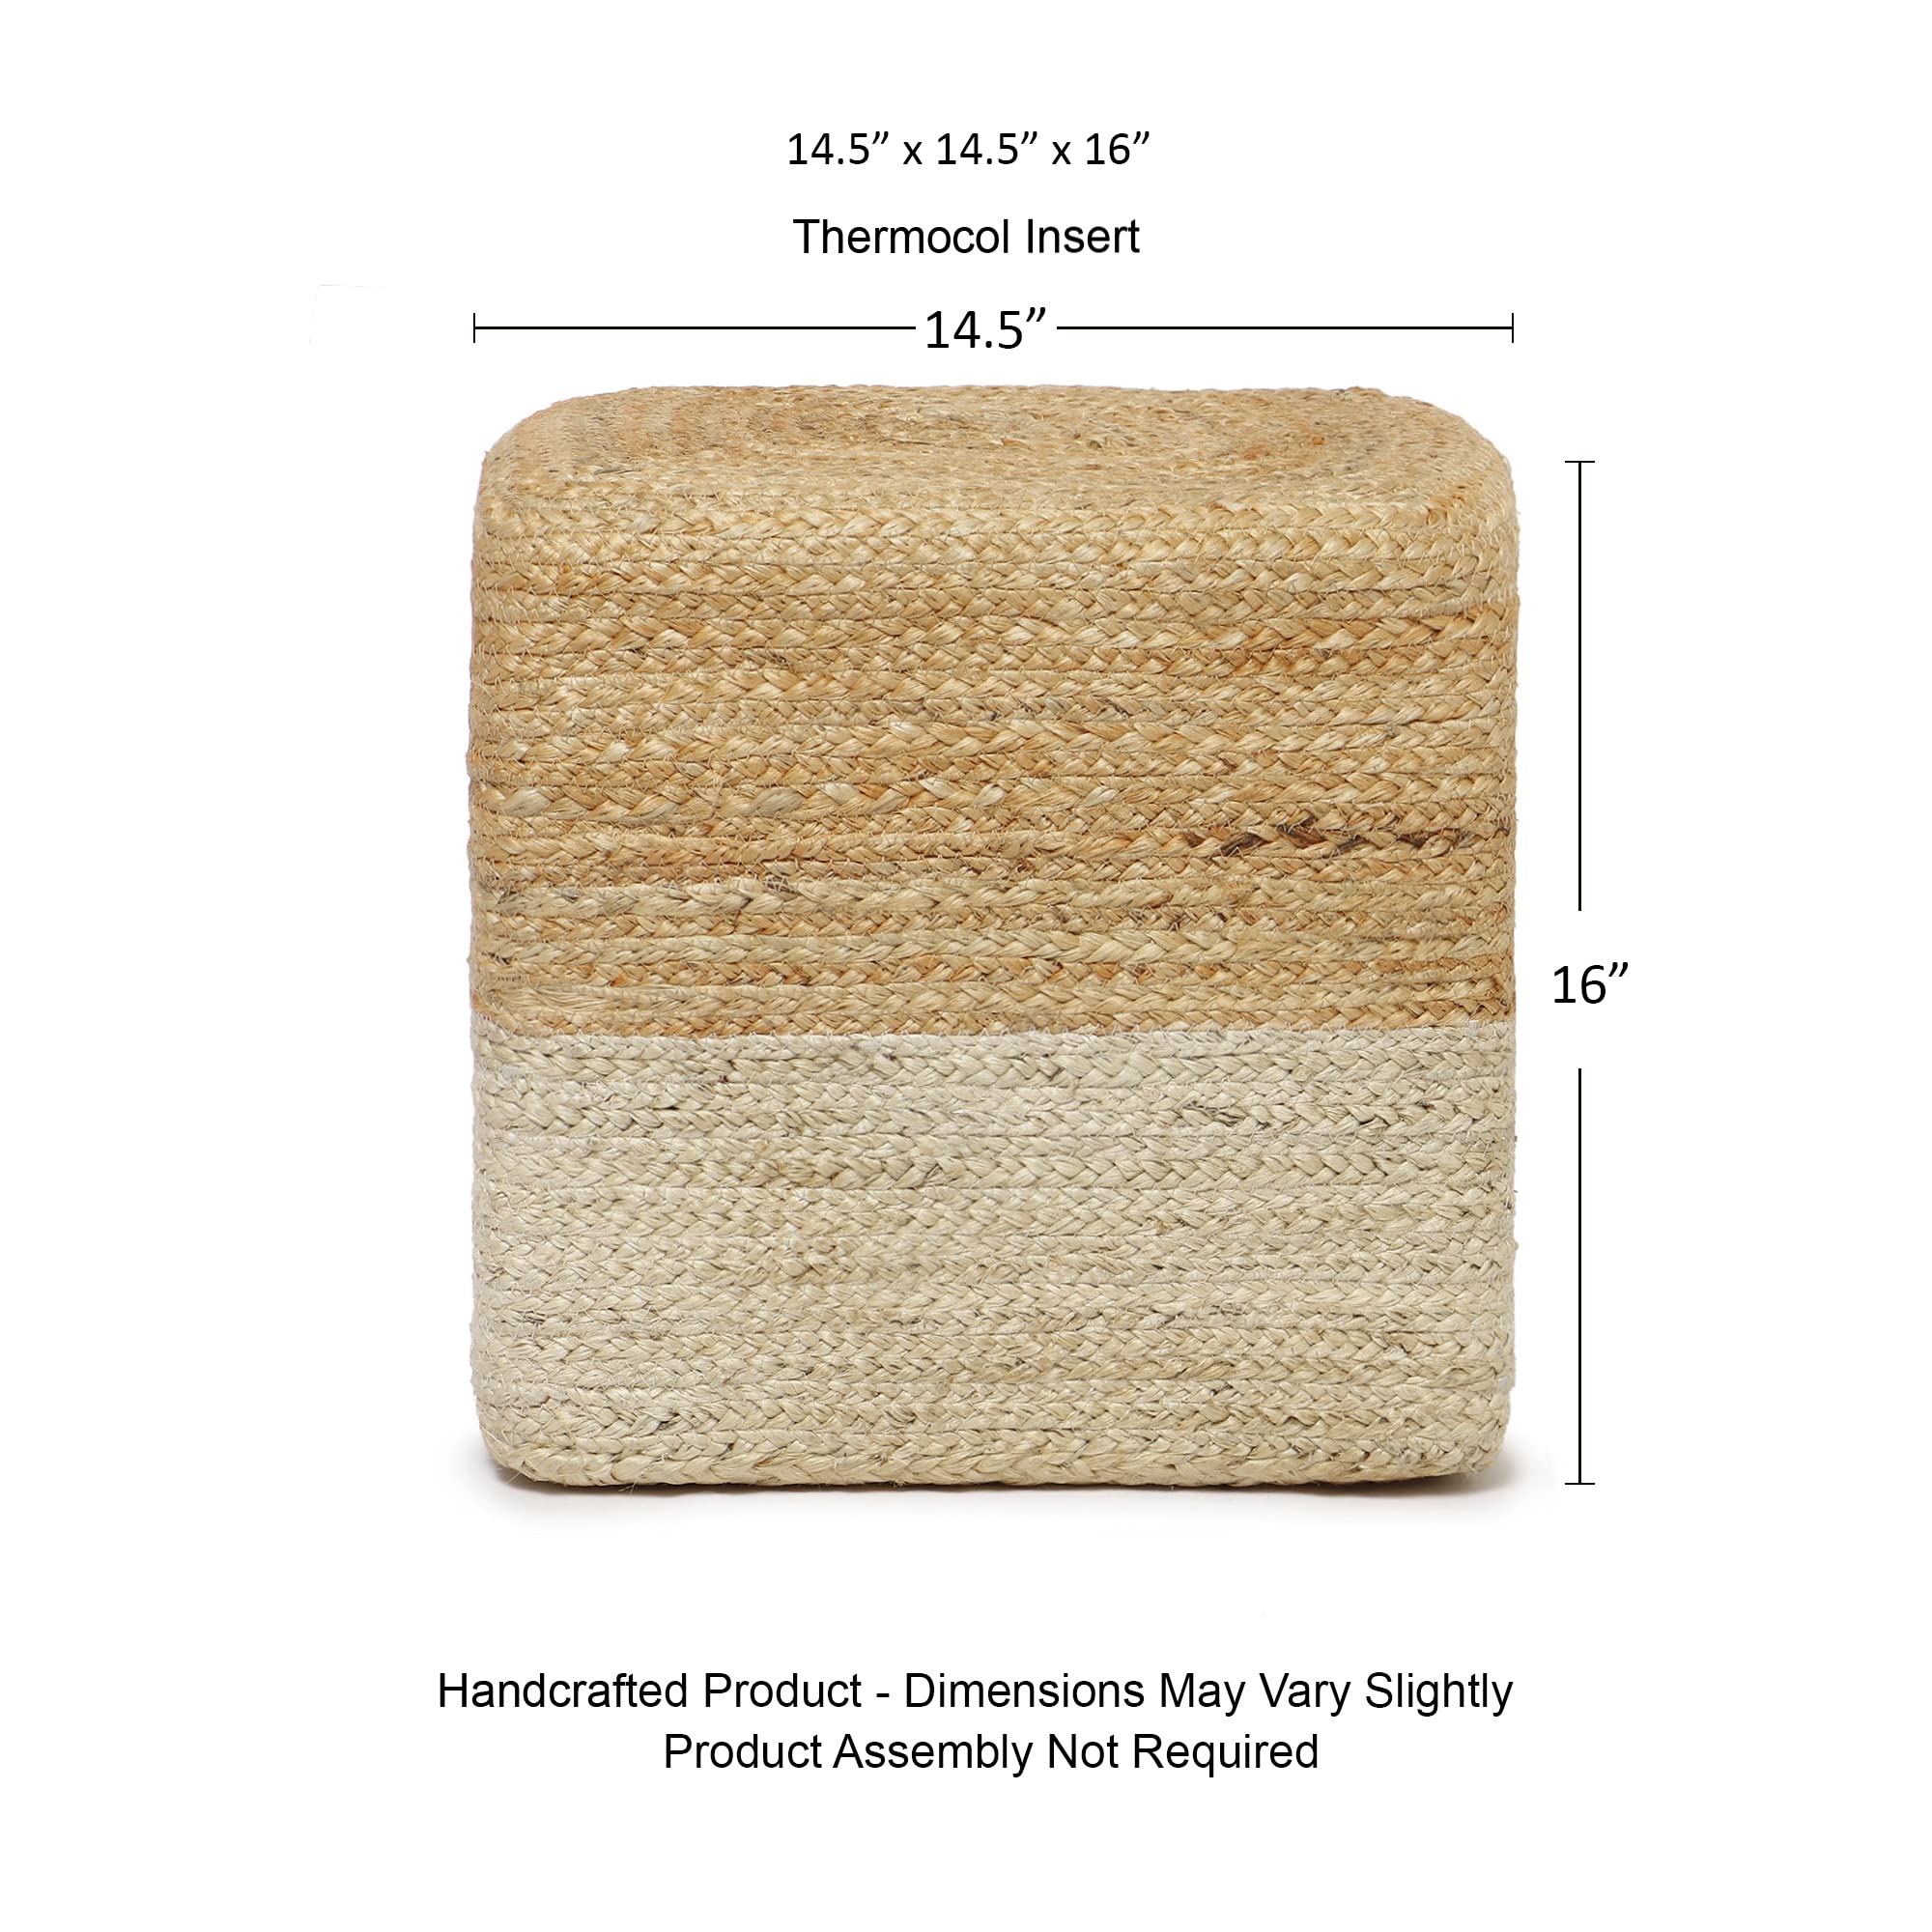 14.5” x 14.5” x 16”
Thermocol Insert
14.5”
16”
Handcrafted Product - Dimensions May Vary Slightly
Product Assembly Not Required